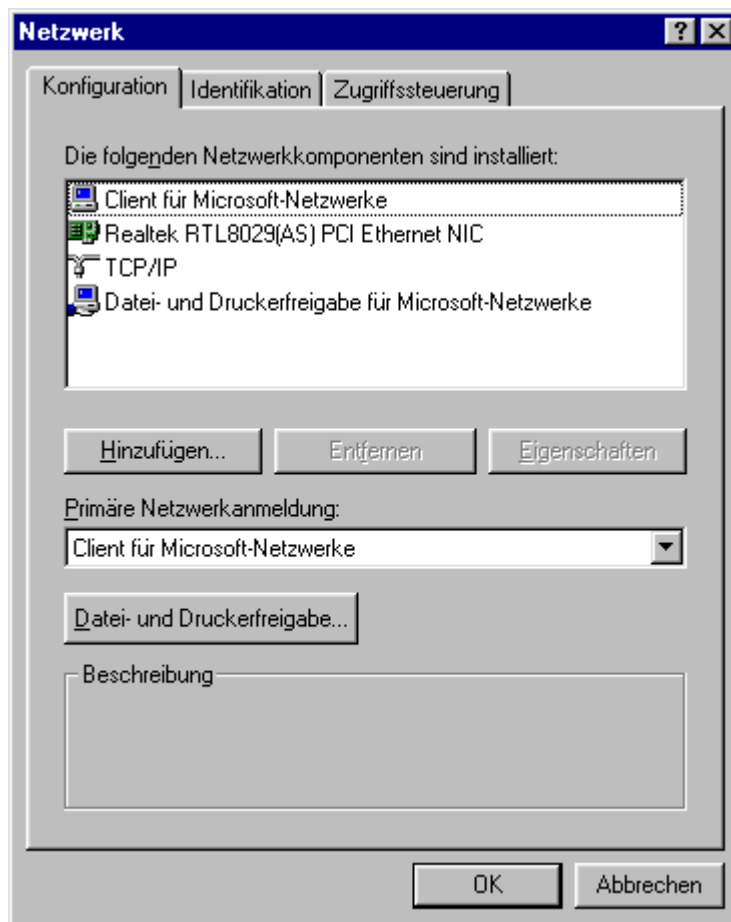 Netzwerk
Konfiguration
Identifikation
Zugriffssteuerung
Die folgenden Netzwerkkomponenten sind installiert:
Client für Microsoft-Netzwerke
Realtek RTL8029(AS) PCI Ethernet NIC
TCP/IP
Datei- und Druckerfreigabe für Microsoft-Netzwerke
Hinzufügen...
Entfernen
Eigenschaften
Primäre Netzwerkanmeldung:
Client für Microsoft-Netzwerke
Datei- und Druckerfreigabe...
Beschreibung
OK
Abbrechen